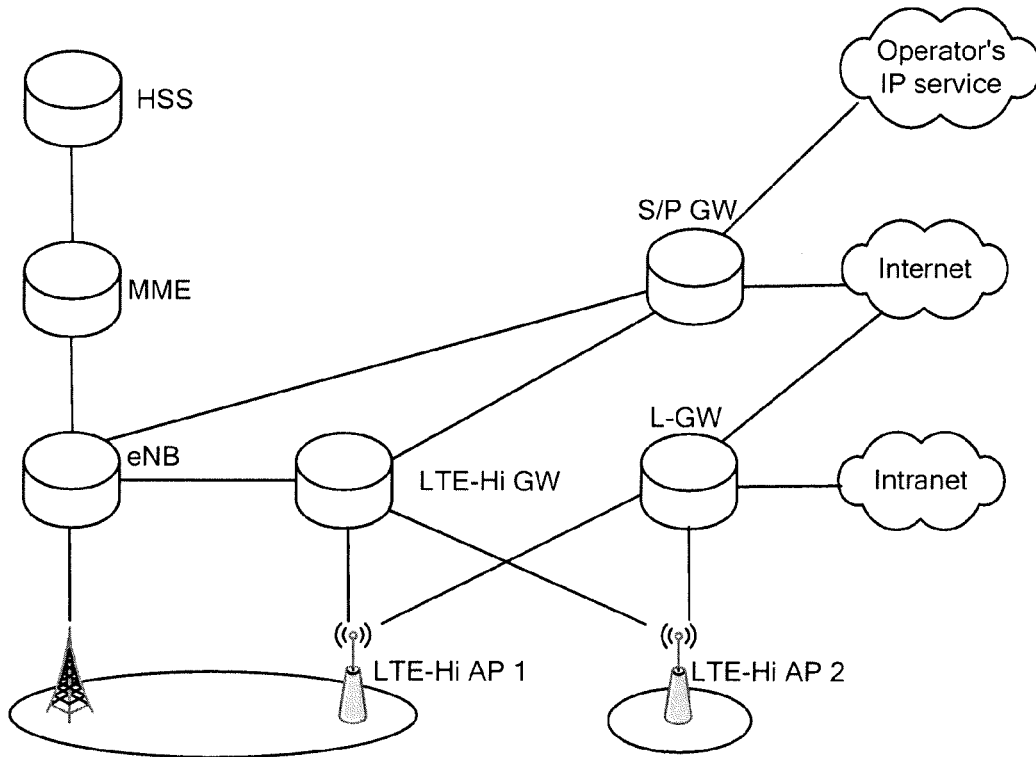 Operator's
IP service
HSS
S/P GW
MME
Internet
L-GW
eNB
LTE-Hi GW
Intranet
LTE-Hi AP 1
LTE-Hi AP 2